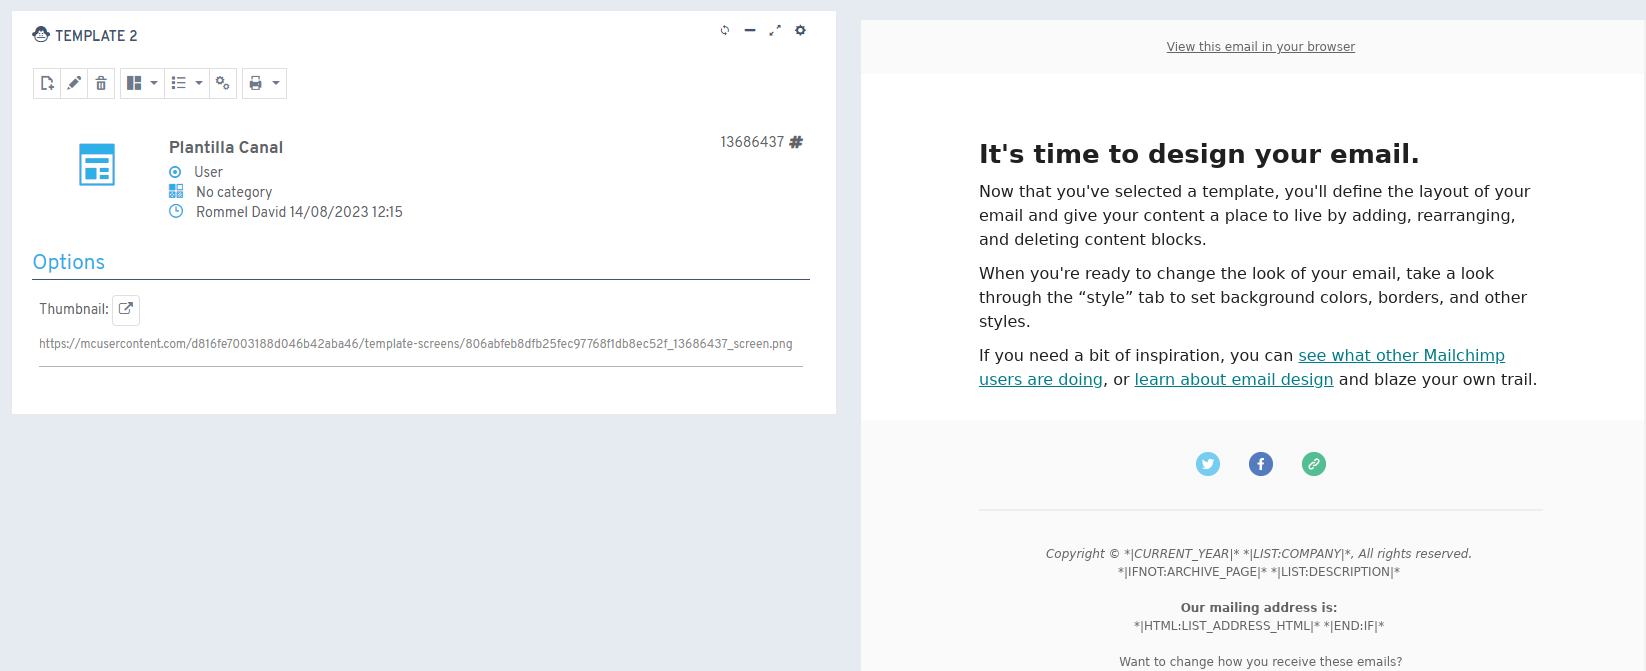 TEMPLATE 2
Plantilla Canal
13686437 #
User
No category
Rommel David 14/08/2023 12:15
Options
Thumbnail:
https://mcusercontent.com/d816fe7003188d046b42aba46/template-screens/806abfeb8dfb25fec97768f1db8ec52f_13686437_screen.png
View this email in your browser
It's time to design your email.
Now that you've selected a template, you'll define the layout of your
email and give your content a place to live by adding, rearranging,
and deleting content blocks.
When you're ready to change the look of your email, take a look
through the “style” tab to set background colors, borders, and other
styles.
If you need a bit of inspiration, you can see what other Mailchimp
users are doing, or learn about email design and blaze your own trail.
Copyright © *|CURRENT_YEAR|* *|LIST:COMPANY|*, All rights reserved.
*|IFNOT:ARCHIVE_PAGE|* *|LIST:DESCRIPTION|*
Our mailing address is:
*|HTML:LIST_ADDRESS_HTML|* *|END:IF|*
Want to change how you receive these emails?